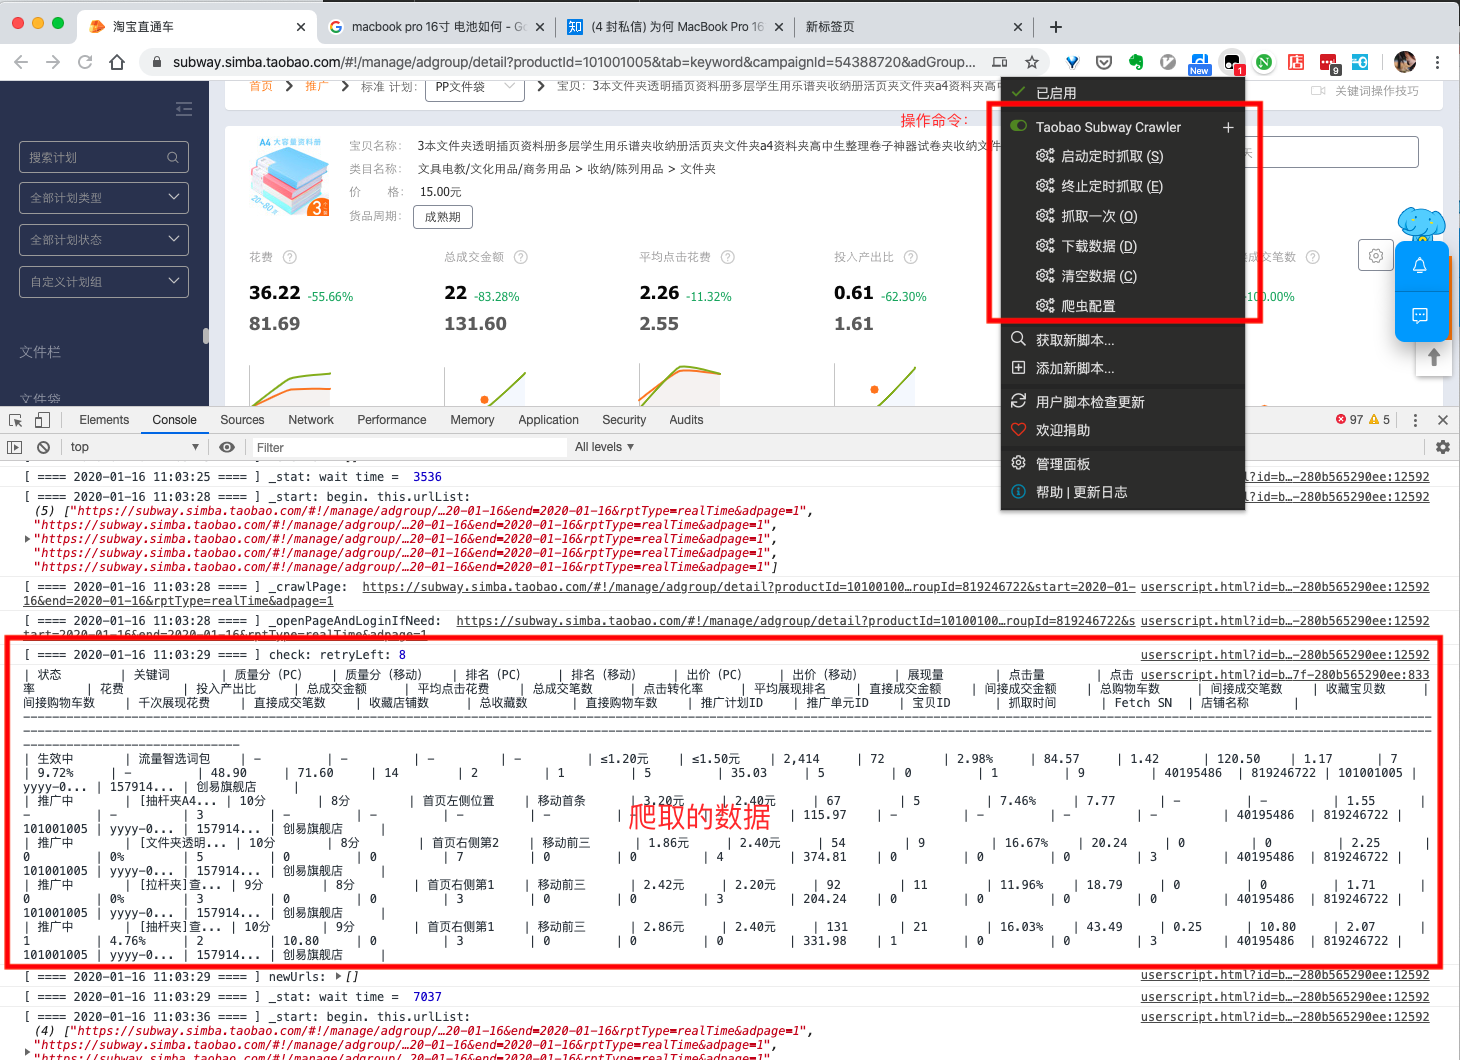 淘宝直通车
macbook pro 16寸 电池如何 - Go
(4 封私信) 为何 MacBook Pro 16
新标签页
subway.simba.taobao.com/#!/manage/adgroup/detail?productId=101001005&tab=keyword&campaignId=54388720&adGroup...
New
1
9
首页
推广
标准 计划:
PP文件袋
宝贝: 3本文件夹透明插页资料册多层学生用乐谱夹收纳册活页夹文件夹a4资料夹高中
关键词操作技巧
操作命令:
已启用
Taobao Subway Crawler
启动定时抓取 (S)
终止定时抓取 (E)
抓取一次 (O)
下载数据 (D)
清空数据 (C)
爬虫配置
获取新脚本...
添加新脚本...
用户脚本检查更新
欢迎捐助
管理面板
帮助 | 更新日志
搜索计划
全部计划类型
全部计划状态
自定义计划组
文件栏
文件袋
A4 大容量资料册
20-80页
宝贝名称: 3本文件夹透明插页资料册多层学生用乐谱夹收纳册活页夹文件夹a4资料夹高中生整理卷子神器试卷夹收纳文件
类目名称: 文具电教/文化用品/商务用品 > 收纳/陈列用品 > 文件夹
价 格: 15.00元
货品周期: 成熟期
天
花费
总成交金额
平均点击花费
投入产出比
成交笔数
36.22 -55.66%
22 -83.28%
2.26 -11.32%
0.61 -62.30%
-100.00%
81.69
131.60
2.55
1.61
Elements Console Sources Network Performance Memory Application Security Audits
97 5
top
Filter
All levels
[ ==== 2020-01-16 11:03:25 ==== ] _stat: wait time = 3536
l?id=b…-280b565290ee:12592
[ ==== 2020-01-16 11:03:28 ==== ] _start: begin. this.urlList:
l?id=b…-280b565290ee:12592
(5) ["https://subway.simba.taobao.com/#!/manage/adgroup/…20-01-16&end=2020-01-16&rptType=realTime&adpage=1",
"https://subway.simba.taobao.com/#!/manage/adgroup/…20-01-16&end=2020-01-16&rptType=realTime&adpage=1",
"https://subway.simba.taobao.com/#!/manage/adgroup/…20-01-16&end=2020-01-16&rptType=realTime&adpage=1",
"https://subway.simba.taobao.com/#!/manage/adgroup/…20-01-16&end=2020-01-16&rptType=realTime&adpage=1",
"https://subway.simba.taobao.com/#!/manage/adgroup/…20-01-16&end=2020-01-16&rptType=realTime&adpage=1"]
[ ==== 2020-01-16 11:03:28 ==== ] _crawlPage: https://subway.simba.taobao.com/#!/manage/adgroup/detail?productId=10100100…roupId=819246722&start=2020-01- userscript.html?id=b…-280b565290ee:12592
16&end=2020-01-16&rptType=realTime&adpage=1
[ ==== 2020-01-16 11:03:28 ==== ] _openPageAndLoginIfNeed: https://subway.simba.taobao.com/#!/manage/adgroup/detail?productId=10100100…roupId=819246722&s userscript.html?id=b…-280b565290ee:12592
tart=2020-01-16&end=2020-01-16&rptType=realTime&adpage=1
[ ==== 2020-01-16 11:03:29 ==== ] check: retryLeft: 8 userscript.html?id=b…-280b565290ee:12592
| 状态 | 关键词 | 质量分 (PC) | 质量分 (移动) | 排名 (PC) | 排名 (移动) | 出价 (PC) | 出价 (移动) | 展现量 | 点击量 | 点击 userscript.html?id=b…7f-280b565290ee:833
率 | 花费 | 投入产出比 | 总成交金额 | 平均点击花费 | 总成交笔数 | 点击转化率 | 平均展现排名 | 直接成交金额 | 间接成交金额 | 总购物车数 | 间接成交笔数 | 收藏宝贝数 |
间接购物车数 | 千次展现花费 | 直接成交笔数 | 收藏店铺数 | 总收藏数 | 直接购物车数 | 推广计划ID | 推广单元ID | 宝贝ID | 抓取时间 | Fetch SN | 店铺名称 |
| 生效中 | 流量智选词包 | – | – | – | – | ≤1.20元 | ≤1.50元 | 2,414 | 72 | 2.98% | 84.57 | 1.42 | 120.50 | 1.17 | 7
| 9.72% | – | 48.90 | 71.60 | 14 | 2 | 1 | 5 | 35.03 | 5 | 0 | 1 | 9 | 40195486 | 819246722 | 101001005 |
yyyy-0... | 157914... | 创易旗舰店 |
| 推广中 | [抽杆夹A4... | 10分 | 8分 | 首页左侧位置 | 移动首条 | 3.20元 | 2.40元 | 67 | 5 | 7.46% | 7.77 | – | – | 1.55 |
– | – | 3 | – | – | – | – | | 115.97 | – | – | – | – | 40195486 | 819246722 |
101001005 | yyyy-0... | 157914... | 创易旗舰店 |
爬取的数据
| 推广中 | [文件夹透明... | 10分 | 8分 | 首页右侧第2 | 移动前三 | 1.86元 | 2.40元 | 54 | 9 | 16.67% | 20.24 | 0 | 0 | 2.25 |
0 | 0% | 5 | 0 | 0 | 7 | 0 | 0 | 4 | 374.81 | 0 | 0 | 0 | 3 | 40195486 | 819246722 |
101001005 | yyyy-0... | 157914... | 创易旗舰店 |
| 推广中 | [拉杆夹]查... | 9分 | 8分 | 首页右侧第1 | 移动前三 | 2.42元 | 2.20元 | 92 | 11 | 11.96% | 18.79 | 0 | 0 | 1.71 |
0 | 0% | 3 | 0 | 0 | 3 | 0 | 0 | 3 | 204.24 | 0 | 0 | 0 | 0 | 40195486 | 819246722 |
101001005 | yyyy-0... | 157914... | 创易旗舰店 |
| 推广中 | [抽杆夹]查... | 10分 | 9分 | 首页右侧第1 | 移动前三 | 2.86元 | 2.40元 | 131 | 21 | 16.03% | 43.49 | 0.25 | 10.80 | 2.07 |
1 | 4.76% | 2 | 10.80 | 0 | 3 | 0 | 0 | 0 | 331.98 | 1 | 0 | 0 | 3 | 40195486 | 819246722 |
101001005 | yyyy-0... | 157914... | 创易旗舰店 |
[ ==== 2020-01-16 11:03:29 ==== ] newUrls: [] userscript.html?id=b…-280b565290ee:12592
[ ==== 2020-01-16 11:03:29 ==== ] _stat: wait time = 7037 userscript.html?id=b…-280b565290ee:12592
[ ==== 2020-01-16 11:03:36 ==== ] _start: begin. this.urlList: userscript.html?id=b…-280b565290ee:12592
(4) ["https://subway.simba.taobao.com/#!/manage/adgroup/…20-01-16&end=2020-01-16&rptType=realTime&adpage=1",
"https://subway.simba.taobao.com/#!/manage/adgroup/…20-01-16&end=2020-01-16&rptType=realTime&adpage=1",